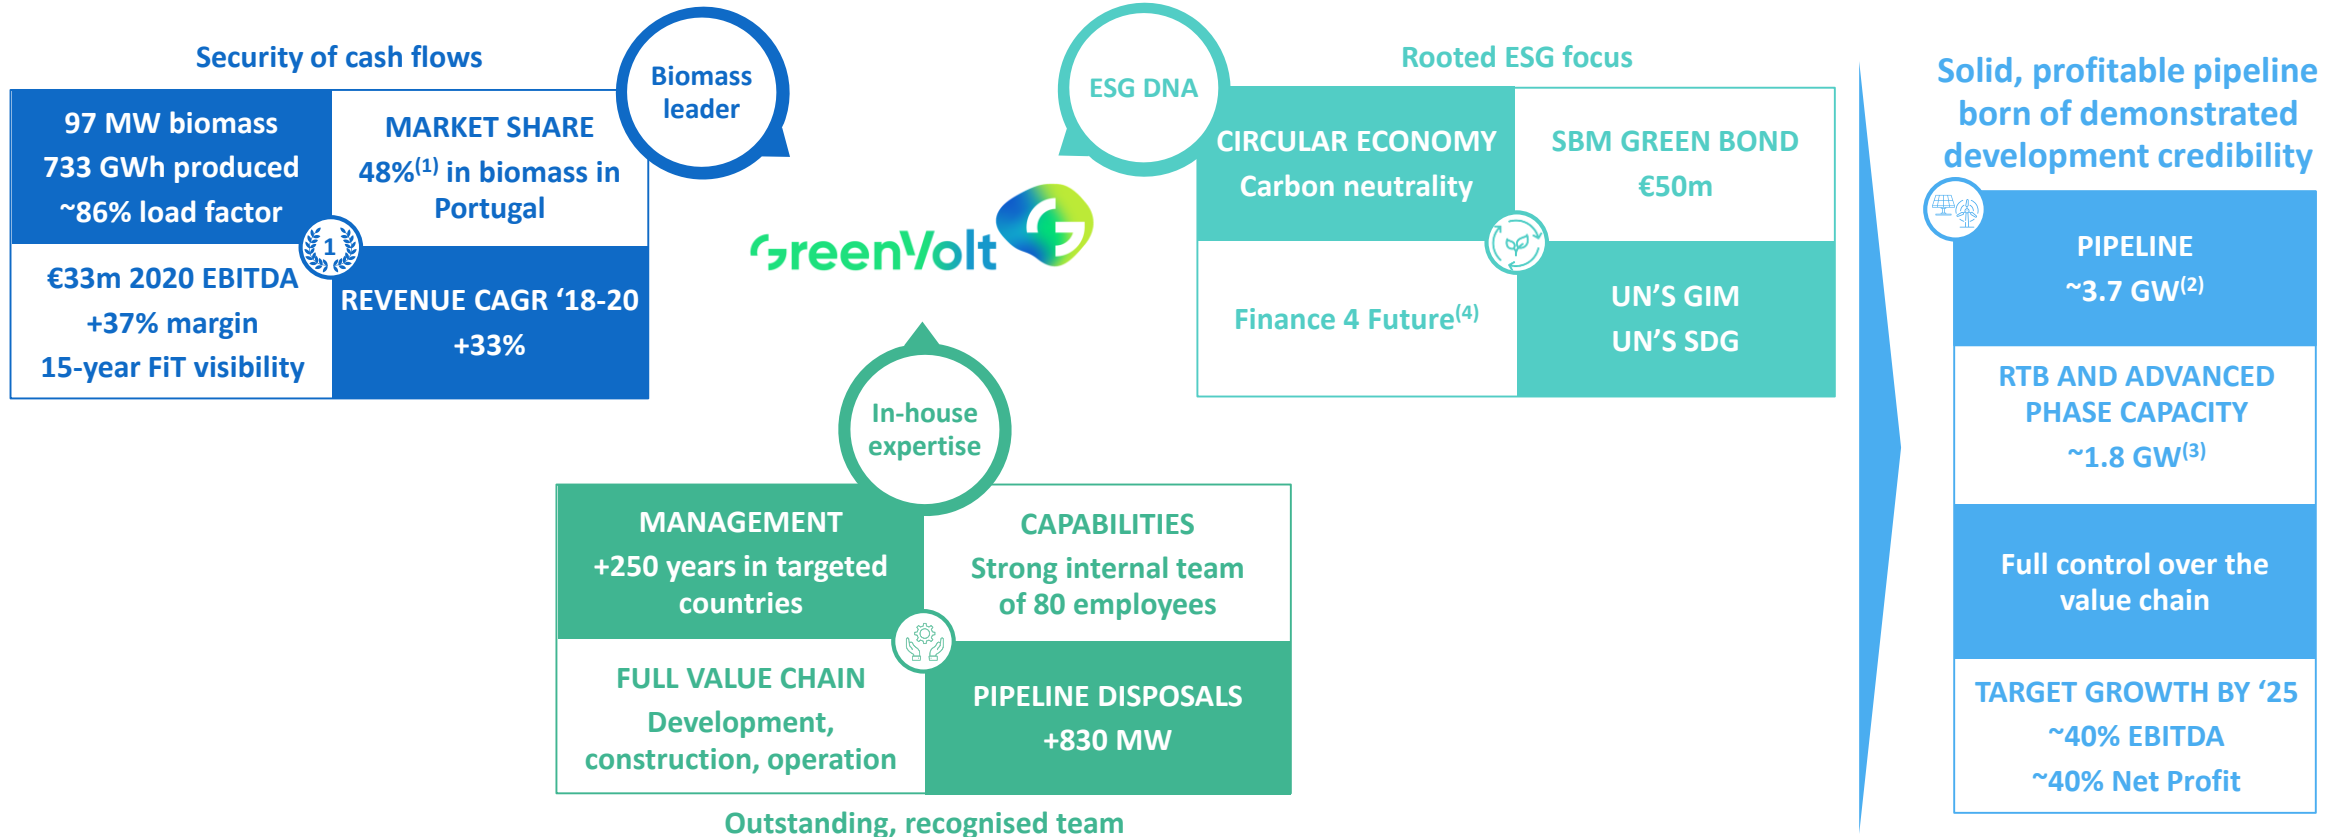 Security of cash flows
Biomass
leader
97 MW biomass
733 GWh produced
~86% load factor
MARKET SHARE
48%(1) in biomass in
Portugal
1
€33m 2020 EBITDA
+37% margin
15-year FiT visibility
REVENUE CAGR ‘18-20
+33%
GreenVolt
ESG DNA
Rooted ESG focus
CIRCULAR ECONOMY
Carbon neutrality
SBM GREEN BOND
€50m
Finance 4 Future(4)
UN’S GIM
UN’S SDG
In-house
expertise
MANAGEMENT
+250 years in targeted
countries
CAPABILITIES
Strong internal team
of 80 employees
FULL VALUE CHAIN
Development,
construction, operation
PIPELINE DISPOSALS
+830 MW
Outstanding, recognised team
Solid, profitable pipeline
born of demonstrated
development credibility
PIPELINE
~3.7 GW(2)
RTB AND ADVANCED
PHASE CAPACITY
~1.8 GW(3)
Full control over the
value chain
TARGET GROWTH BY ‘25
~40% EBITDA
~40% Net Profit